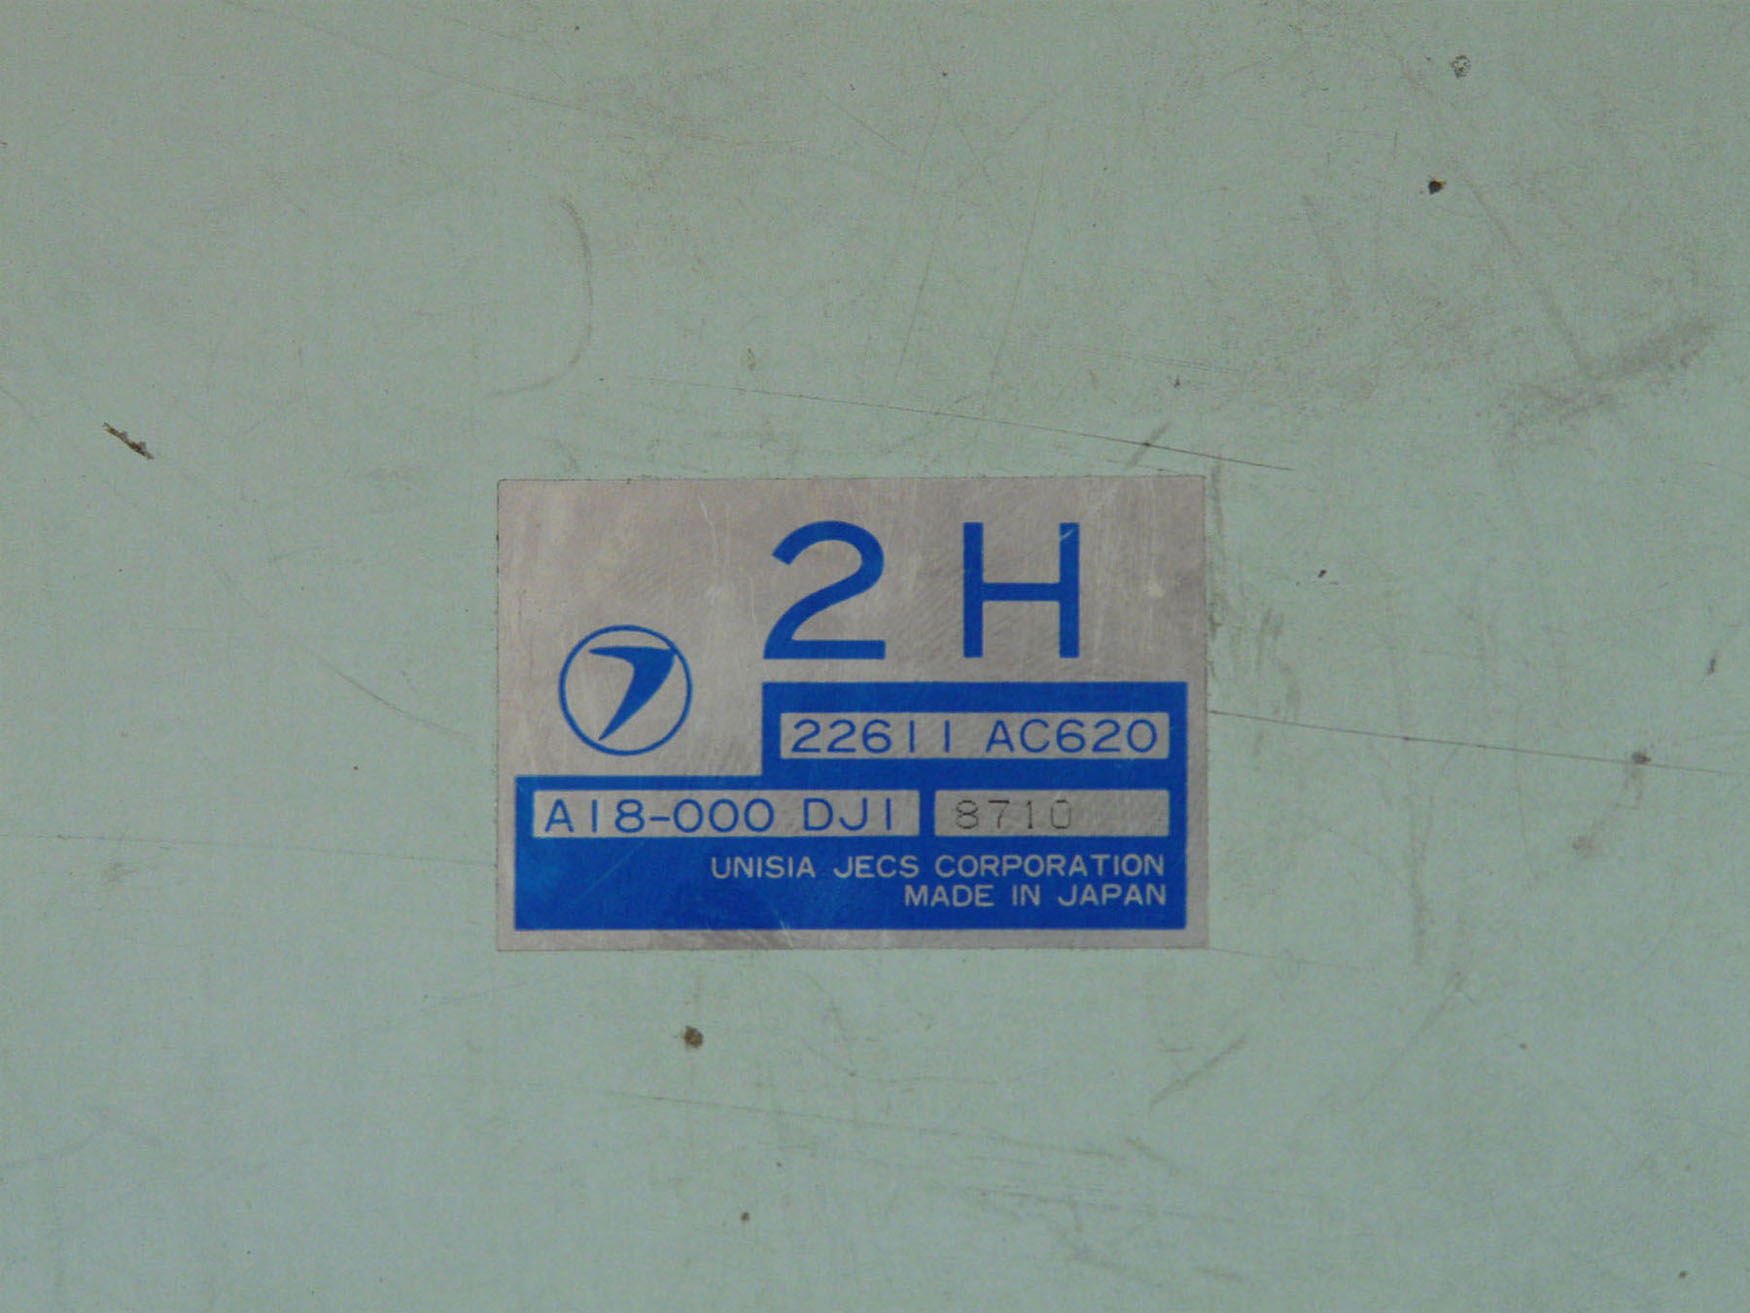 2H
22611 AC620
A18-000 DJ1 8710
UNISIA JECS CORPORATION
MADE IN JAPAN